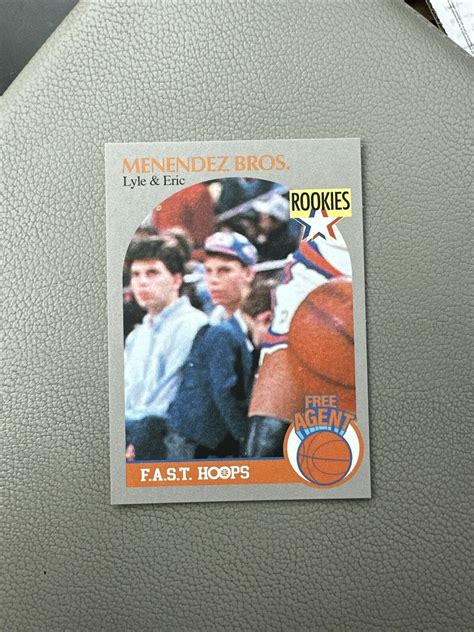 MENENDEZ BROS.
Lyle & Eric
ROOKIES
FREE
AGENT
F.A.S.T. HOOPS